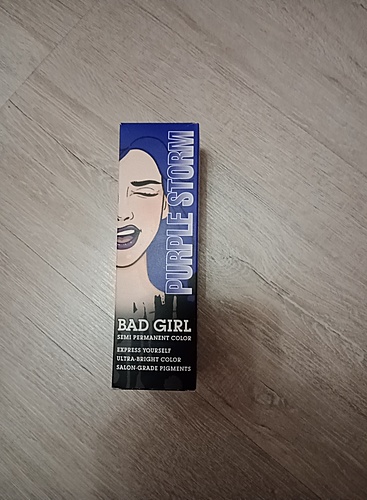 PURPLE STORM
BAD GIRL
SEMI PERMANENT COLOR
EXPRESS YOURSELF
ULTRA-BRIGHT COLOR
SALON-GRADE PIGMENTS